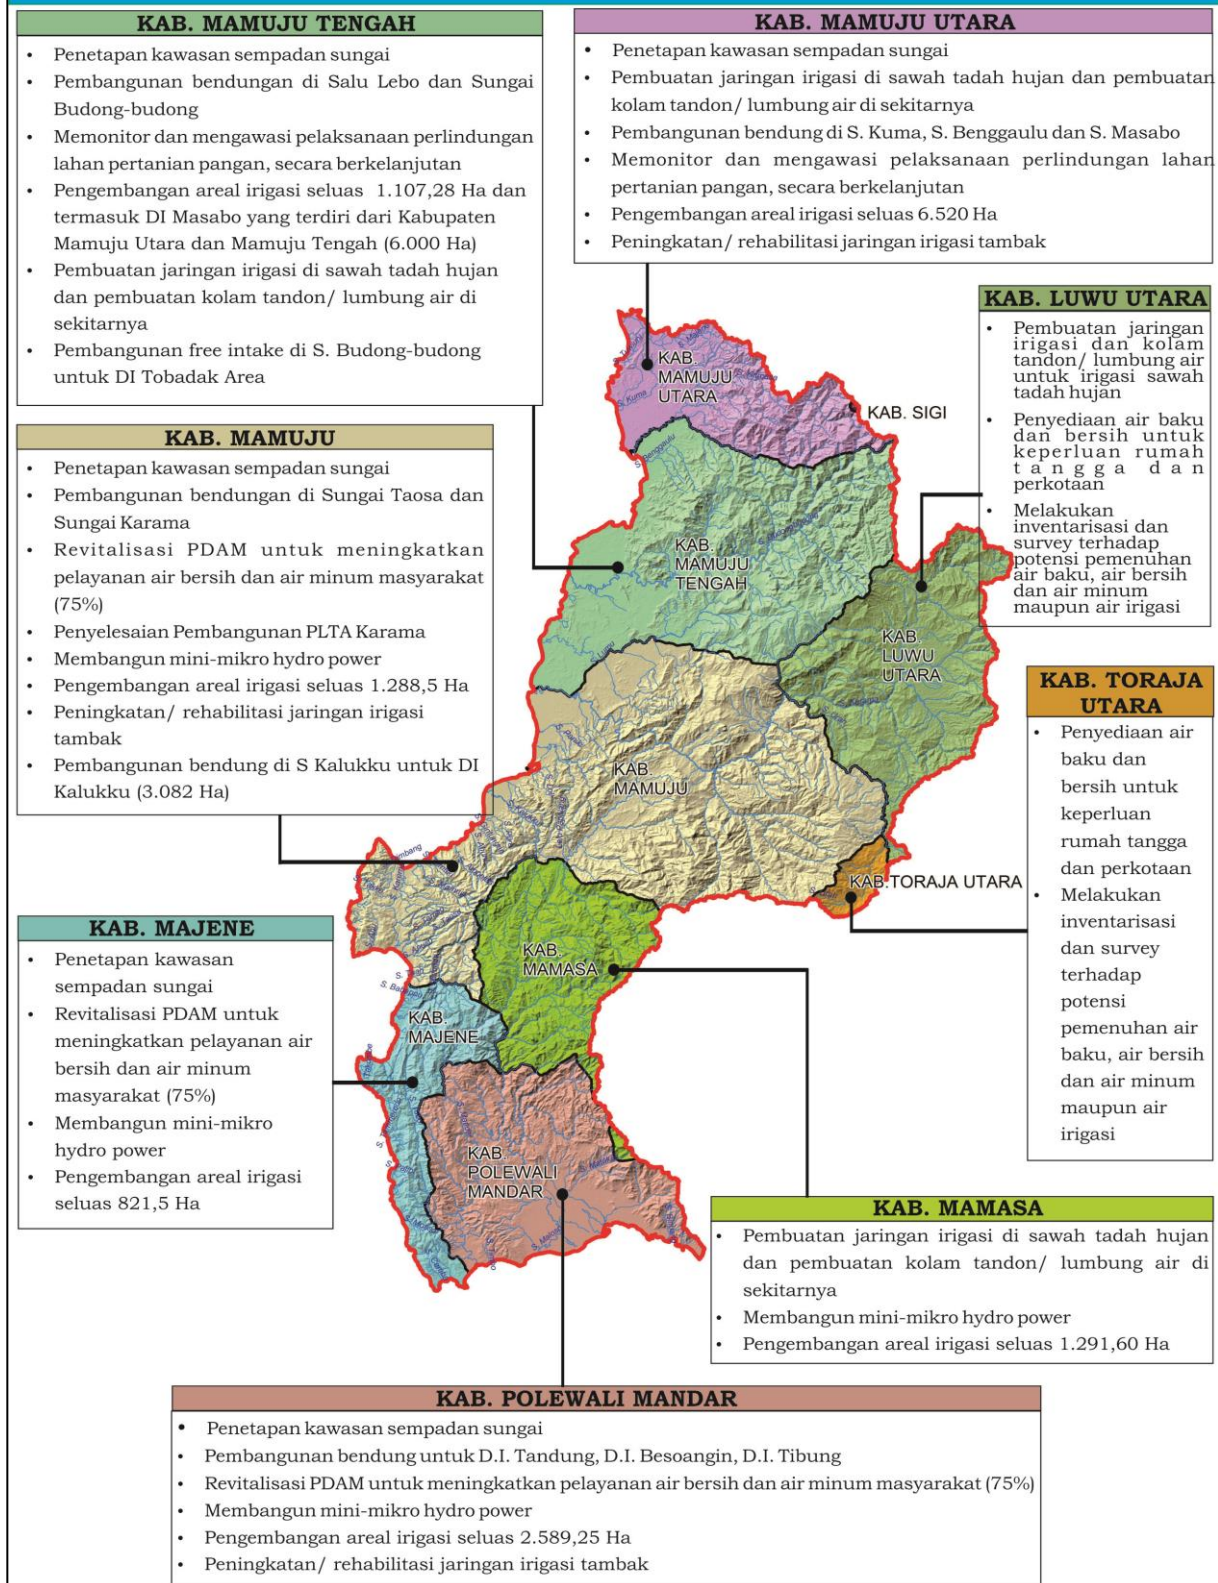 KAB. MAMUJU TENGAH
• Penetapan kawasan sempadan sungai
• Pembangunan bendungan di Salu Lebo dan Sungai
Budong-budong
• Memonitor dan mengawasi pelaksanaan perlindungan
lahan pertanian pangan, secara berkelanjutan
• Pengembangan areal irigasi seluas 1.107,28 Ha dan
termasuk DI Masabo yang terdiri dari Kabupaten
Mamuju Utara dan Mamuju Tengah (6.000 Ha)
• Pembuatan jaringan irigasi di sawah tadah hujan
dan pembuatan kolam tandon/ lumbung air di
sekitarnya
• Pembangunan free intake di S. Budong-budong
untuk DI Tobadak Area
KAB. MAMUJU UTARA
• Penetapan kawasan sempadan sungai
• Pembuatan jaringan irigasi di sawah tadah hujan dan pembuatan
kolam tandon/ lumbung air di sekitarnya
• Pembangunan bendung di S. Kuma, S. Benggaulu dan S. Masabo
• Memonitor dan mengawasi pelaksanaan perlindungan lahan
pertanian pangan, secara berkelanjutan
• Pengembangan areal irigasi seluas 6.520 Ha
• Peningkatan/ rehabilitasi jaringan irigasi tambak
KAB. LUWU UTARA
• Pembuatan jaringan
irigasi dan kolam
tandon/ lumbung air
untuk irigasi sawah
tadah hujan
• Penyediaan air baku
dan bersih untuk
keperluan rumah
tangga dan
perkotaan
• Melakukan
inventarisasi dan
survey terhadap
potensi pemenuhan
air baku, air bersih
dan air minum
maupun air irigasi
KAB. MAMUJU
• Penetapan kawasan sempadan sungai
• Pembangunan bendungan di Sungai Taosa dan
Sungai Karama
• Revitalisasi PDAM untuk meningkatkan
pelayanan air bersih dan air minum masyarakat
(75%)
• Penyelesaian Pembangunan PLTA Karama
• Membangun mini-mikro hydro power
• Pengembangan areal irigasi seluas 1.288,5 Ha
• Peningkatan/ rehabilitasi jaringan irigasi
tambak
• Pembangunan bendung di S Kalukku untuk DI
Kalukku (3.082 Ha)
KAB. TORAJA
UTARA
• Penyediaan air
baku dan
bersih untuk
keperluan
rumah tangga
dan perkotaan
• Melakukan
inventarisasi
dan survey
terhadap
potensi
pemenuhan air
baku, air bersih
dan air minum
maupun air
irigasi
KAB.
MAMUJU
UTARA
S. Kuma
KAB. SIGI
S. Benggaulu
KAB.
MAMUJU
TENGAH
KAB.
LUWU
UTARA
KAB.
MAMUJU
KAB.TORAJA UTARA
KAB.
MAMASA
KAB.
MAJENE
KAB.
POLEWALI
MANDAR
KAB. MAJENE
• Penetapan kawasan
sempadan sungai
• Revitalisasi PDAM untuk
meningkatkan pelayanan air
bersih dan air minum
masyarakat (75%)
• Membangun mini-mikro
hydro power
• Pengembangan areal irigasi
seluas 821,5 Ha
KAB. MAMASA
• Pembuatan jaringan irigasi di sawah tadah hujan
dan pembuatan kolam tandon/ lumbung air di
sekitarnya
• Membangun mini-mikro hydro power
• Pengembangan areal irigasi seluas 1.291,60 Ha
KAB. POLEWALI MANDAR
• Penetapan kawasan sempadan sungai
• Pembangunan bendung untuk D.I. Tandung, D.I. Besoangin, D.I. Tibung
• Revitalisasi PDAM untuk meningkatkan pelayanan air bersih dan air minum masyarakat (75%)
• Membangun mini-mikro hydro power
• Pengembangan areal irigasi seluas 2.589,25 Ha
• Peningkatan/ rehabilitasi jaringan irigasi tambak